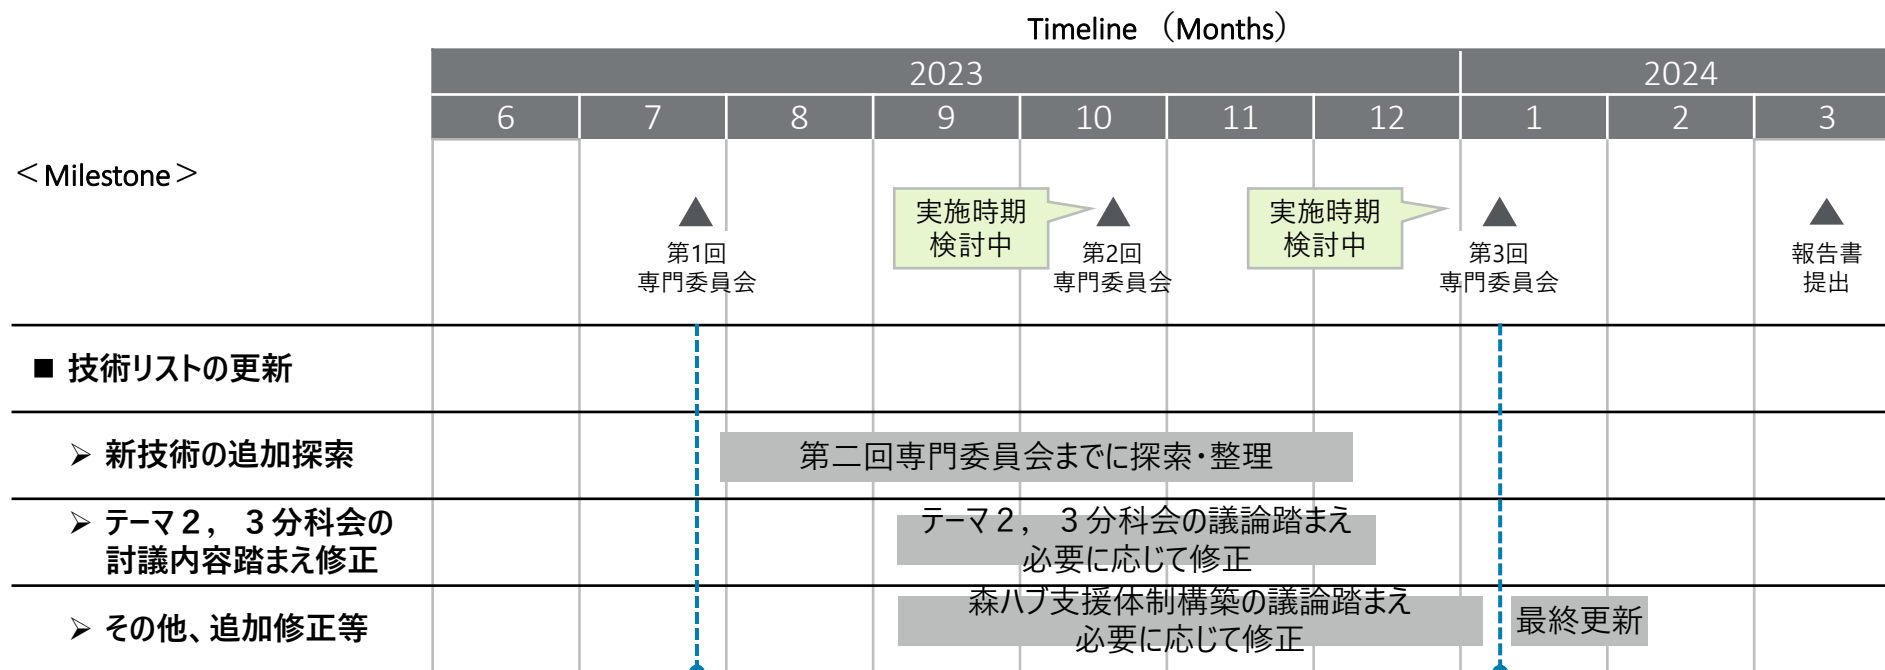 Timeline （Months）
2023 2024
6 7 8 9 10 11 12 1 2 3
＜Milestone＞
実施時期
検討中
実施時期
検討中
第1回
専門委員会
第2回
専門委員会
第3回
専門委員会
報告書
提出
■ 技術リストの更新
➢ 新技術の追加探索
第二回専門委員会までに探索・整理
➢ テーマ２，３分科会の
討議内容踏まえ修正
テーマ２，３分科会の議論踏まえ
必要に応じて修正
➢ その他、追加修正等
森ハブ支援体制構築の議論踏まえ
必要に応じて修正
最終更新